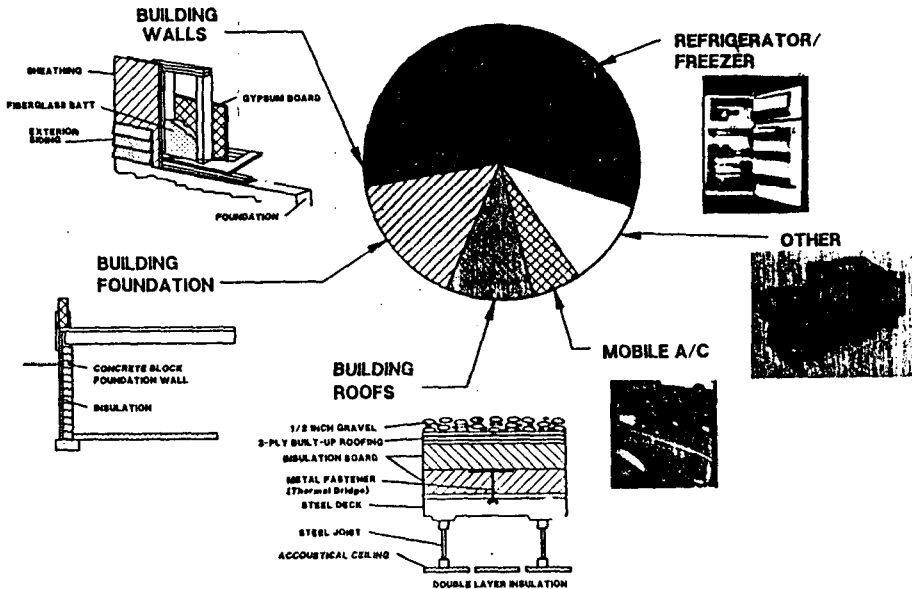 BUILDING
WALLS
SHEATHING
FIBERGLASS BATT
GYPSUM BOARD
EXTERIOR
SIDING
FOUNDATION
REFRIGERATOR/
FREEZER
OTHER
BUILDING
FOUNDATION
CONCRETE BLOCK
FOUNDATION WALL
INSULATION
MOBILE A/C
BUILDING
ROOFS
1/2 INCH GRAVEL
3-PLY BUILT-UP ROOFING
INSULATION BOARD
METAL FASTENER
(Thermal Bridge)
STEEL DECK
STEEL JOIST
ACCOUSTICAL CEILING
DOUBLE LAYER INSULATION